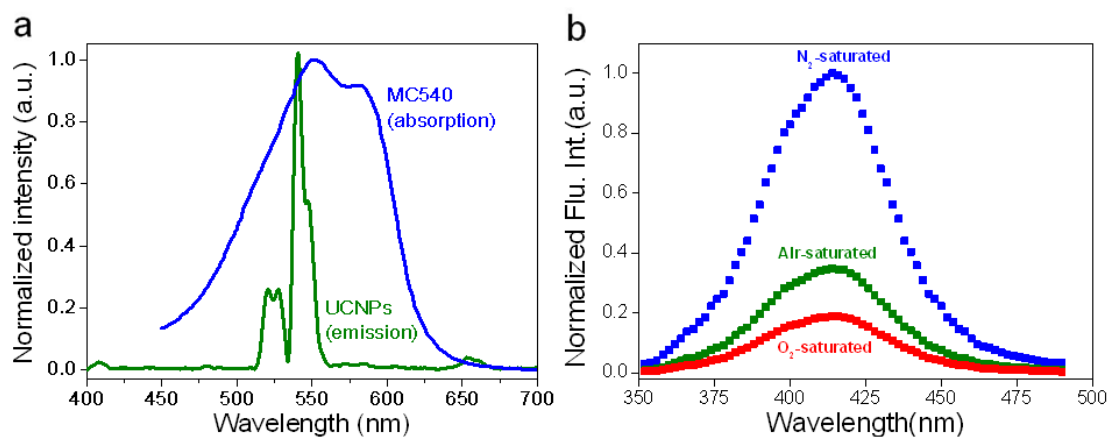 a
Normalized intensity (a.u.)
1.0
0.8
0.6
0.4
0.2
0.0
MC540
(absorption)
UCNPs
(emission)
400 450 500 550 600 650 700
Wavelength (nm)
b
Normalized Flu. Int.(a.u.)
1.0
0.8
0.6
0.4
0.2
0.0
N₂-saturated
AIr-saturated
O₂-saturated
350 375 400 425 450 475 500
Wavelength(nm)